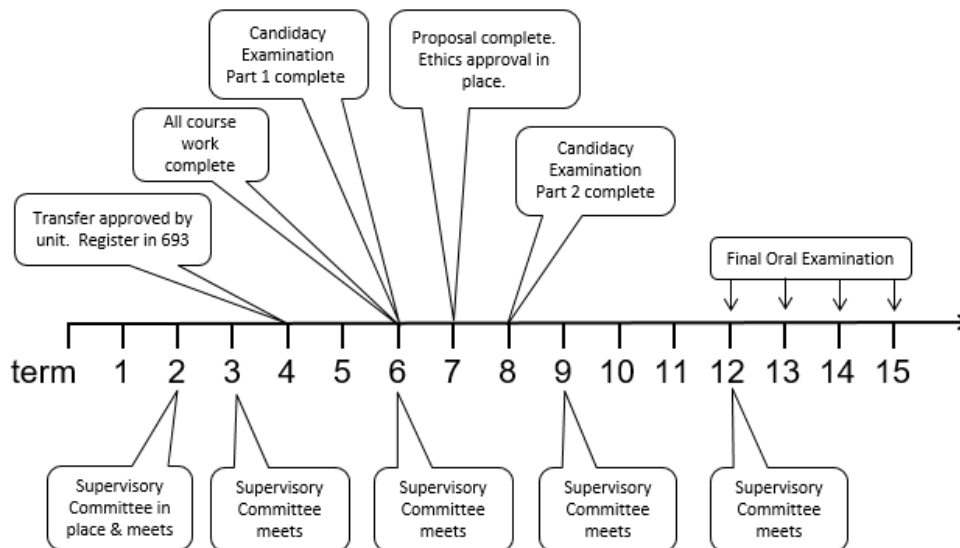 Candidacy
Examination
Part 1 complete
Proposal complete.
Ethics approval in
place.
All course
work
complete
Candidacy
Examination
Part 2 complete
Transfer approved by
unit.  Register in 693
Final Oral Examination
term 1 2 3 4 5 6 7 8 9 10 11 12 13 14 15
Supervisory
Committee in
place & meets
Supervisory
Committee
meets
Supervisory
Committee
meets
Supervisory
Committee
meets
Supervisory
Committee
meets